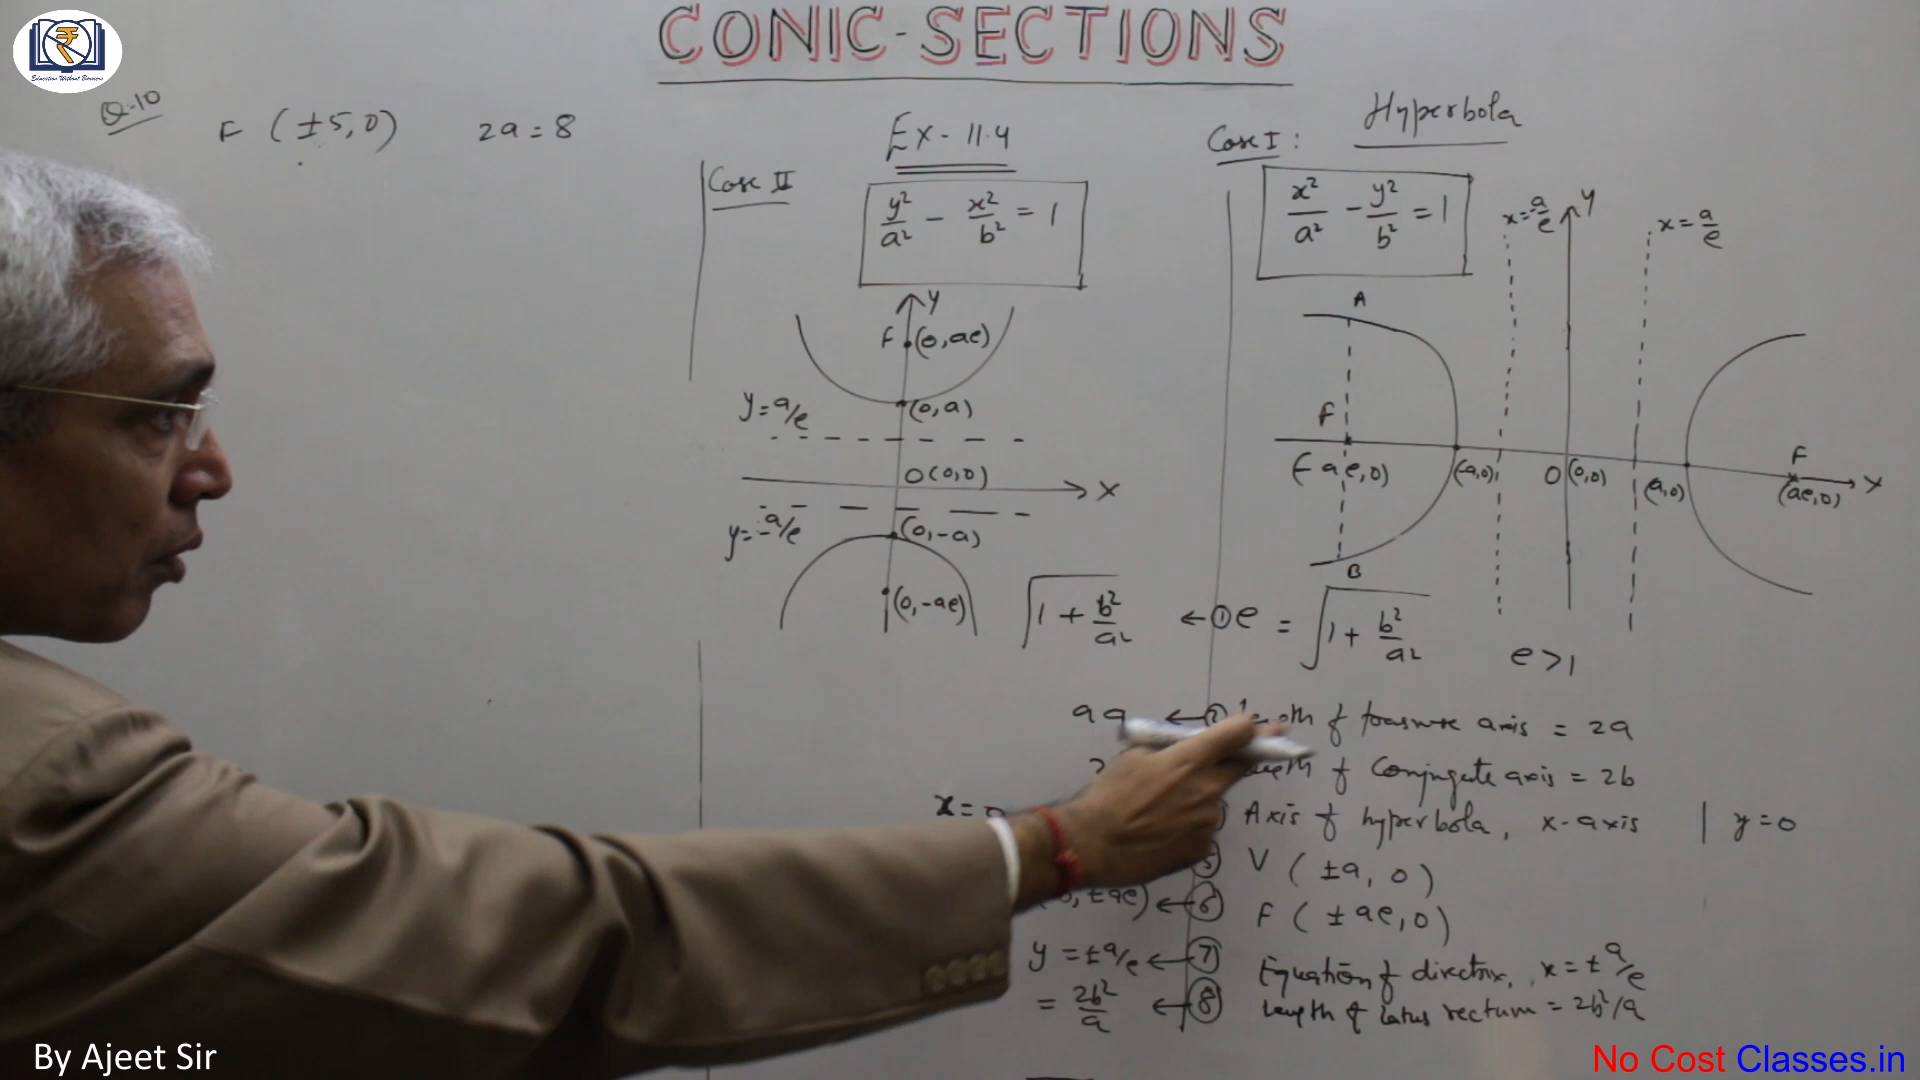 CONIC-SECTIONS
Education Without Barriers
Q-10
F (±5,0) 2a=8
Ex-11.4
Hyperbola
Case I :
Case II
y²/a² - x²/b² = 1
x²/a² - y²/b² = 1
x=-a/e
Y
x=a/e
Y
F (0,ae)
A
y=a/e
(0,a)
F
F
O(0,0)
X
(-ae,0)
(-a,0)
O (0,0)
(a,0)
(ae,0)
X
y=-a/e
(0,-a)
(0,-ae)
B
√1+b²/a² ← ① e = √1+b²/a²
e>1
← ② length of transverse axis = 2a
length of Conjugate axis = 2b
x=0
Axis of hyperbola, x-axis | y=0
⑤ V (±a, 0)
, ±ae) ← ⑥ F (±ae,0)
y = ±a/e ← ⑦ Equation of directrix, x=±a/e
= 2b²/a ← ⑧ length of latus rectum = 2b²/a
By Ajeet Sir
No Cost Classes.in